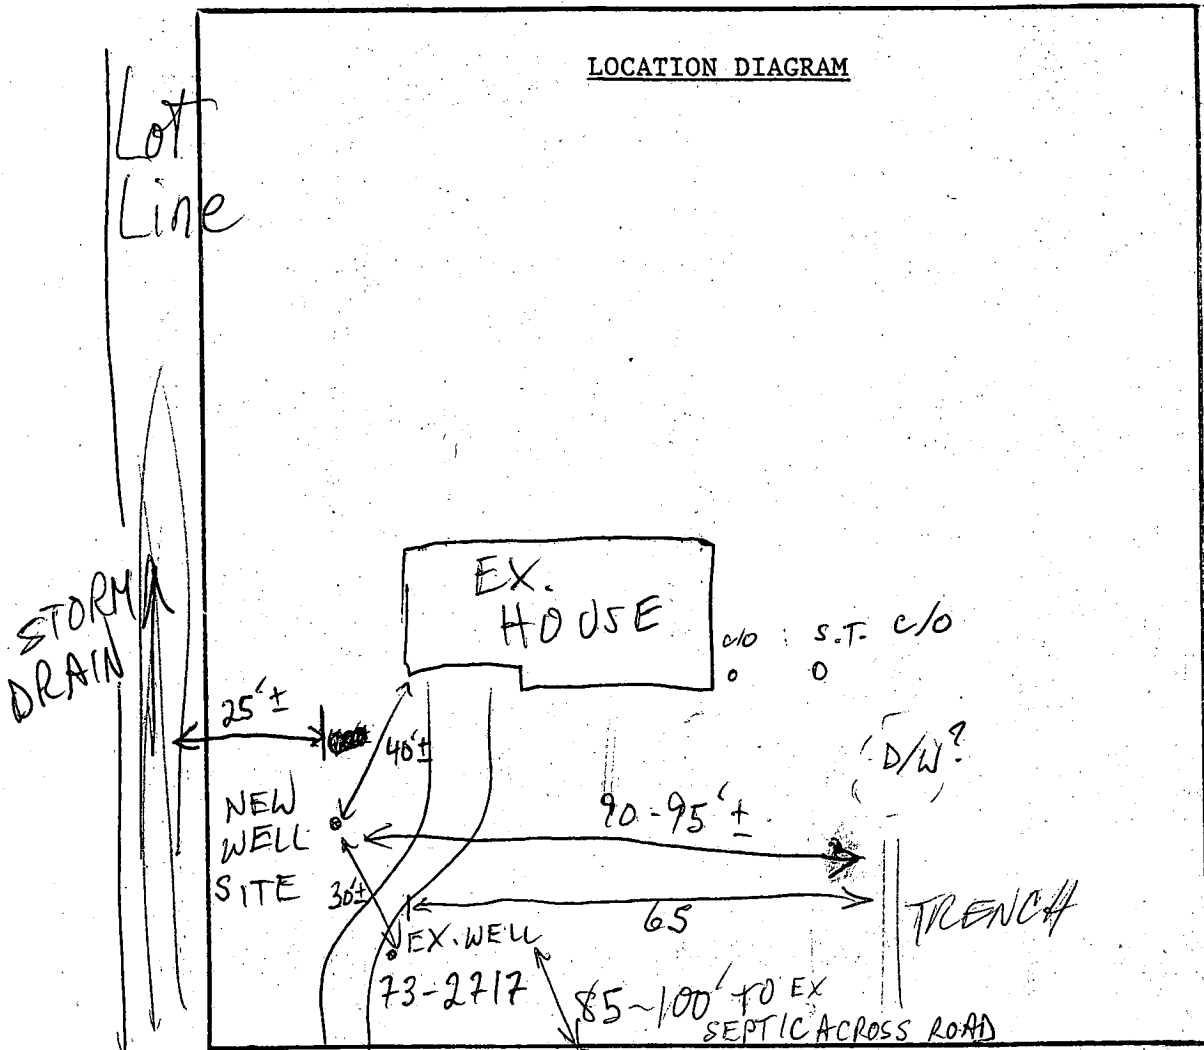 LOCATION DIAGRAM
Lot
Line
EX.
HOUSE
c/o
S.T. c/o
STORM
DRAIN
25'±
40'±
D/W?
NEW
WELL
SITE
90-95'±
30'±
65
TRENCH
EX. WELL
73-2717
85~100' TO EX
SEPTIC ACROSS ROAD